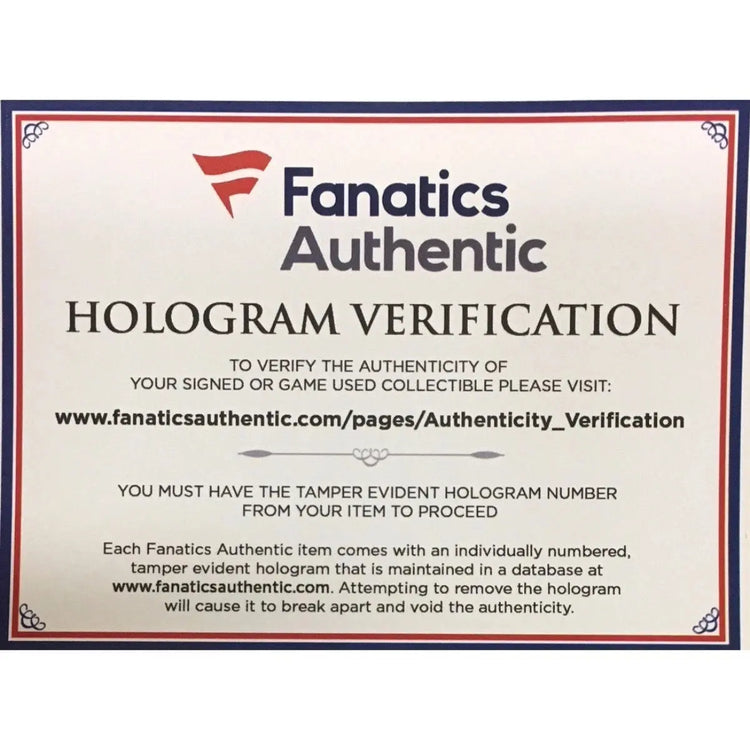 Fanatics
Authentic
HOLOGRAM VERIFICATION
TO VERIFY THE AUTHENTICITY OF
YOUR SIGNED OR GAME USED COLLECTIBLE PLEASE VISIT:
www.fanaticsauthentic.com/pages/Authenticity_Verification
YOU MUST HAVE THE TAMPER EVIDENT HOLOGRAM NUMBER
FROM YOUR ITEM TO PROCEED
Each Fanatics Authentic item comes with an individually numbered,
tamper evident hologram that is maintained in a database at
www.fanaticsauthentic.com. Attempting to remove the hologram
will cause it to break apart and void the authenticity.